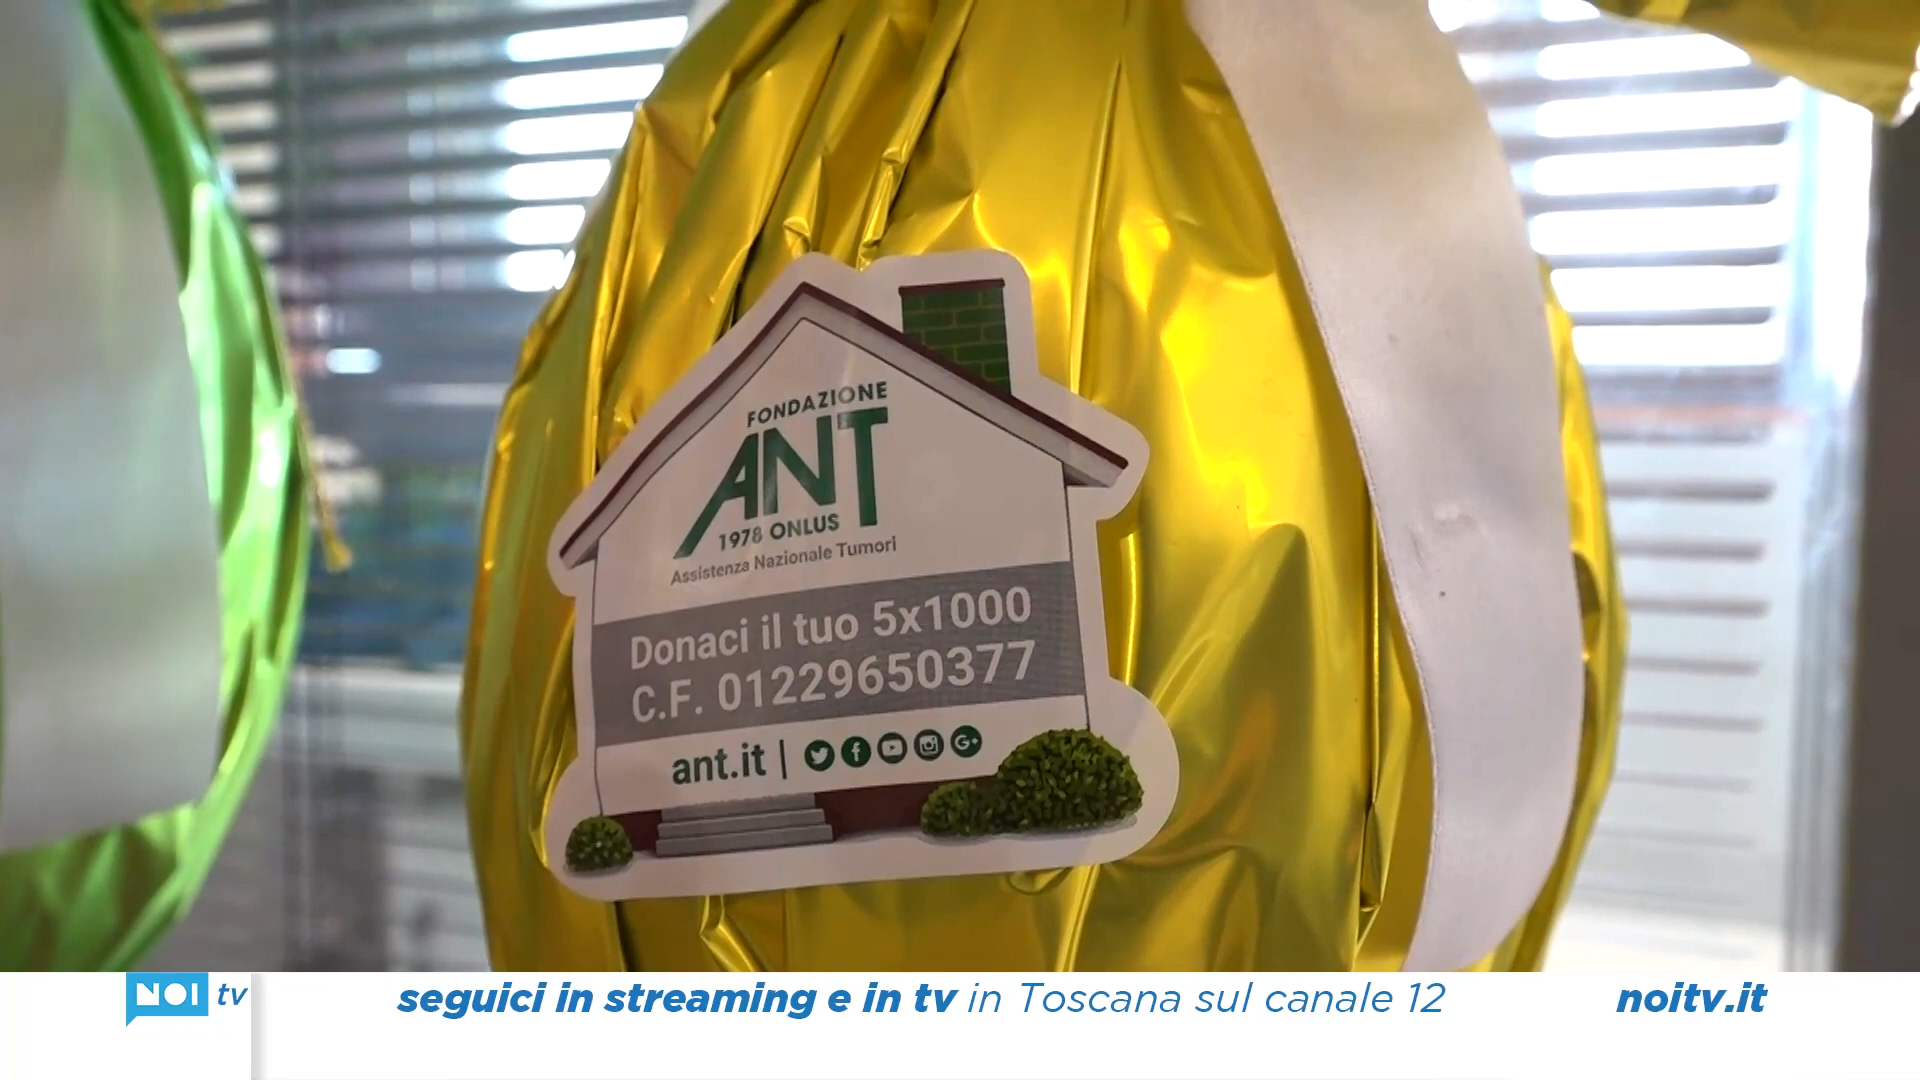 FONDAZIONE
ANT
1978 ONLUS
Assistenza Nazionale Tumori
Donaci il tuo 5x1000
C.F. 01229650377
ant.it |
G+
NOI tv
seguici in streaming e in tv in Toscana sul canale 12
noitv.it